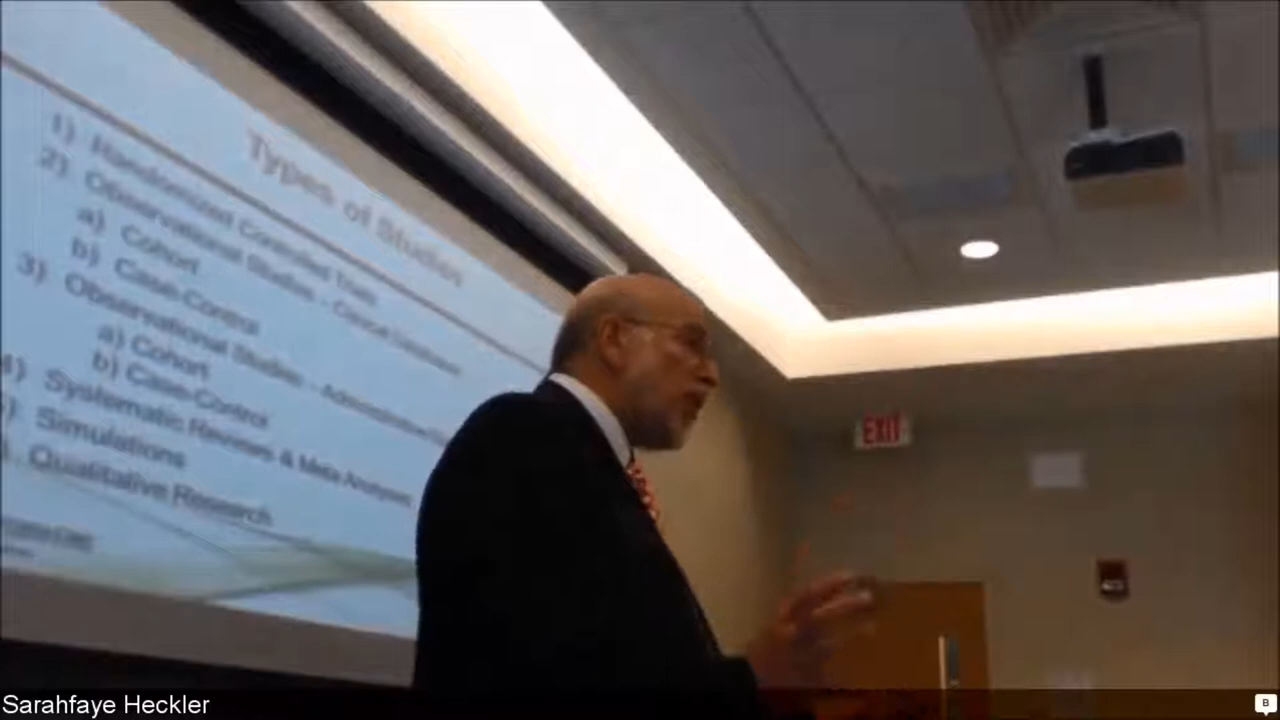 Types of Studies
1) Randomized Controlled Trials
2) Observational Studies - Clinical Databases
a) Cohort
b) Case-Control
3) Observational Studies - Administrative
a) Cohort
b) Case-Control
4) Systematic Reviews & Meta Analyses
Simulations
Qualitative Research
EXIT
Sarahfaye Heckler
B